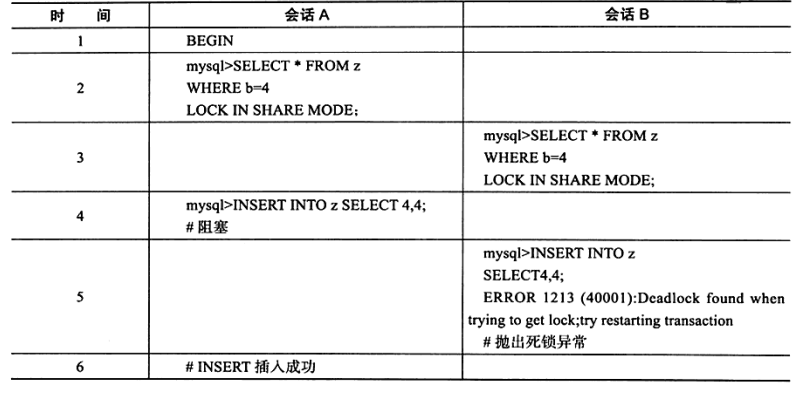 时 间 会话 A 会话 B
1 BEGIN
mysql>SELECT * FROM z
2 WHERE b=4
LOCK IN SHARE MODE;
mysql>SELECT * FROM z
3 WHERE b=4
LOCK IN SHARE MODE;
4 mysql>INSERT INTO z SELECT 4,4;
# 阻塞
mysql>INSERT INTO z
SELECT4,4;
5 ERROR 1213 (40001):Deadlock found when
trying to get lock;try restarting transaction
# 抛出死锁异常
6 # INSERT 插入成功